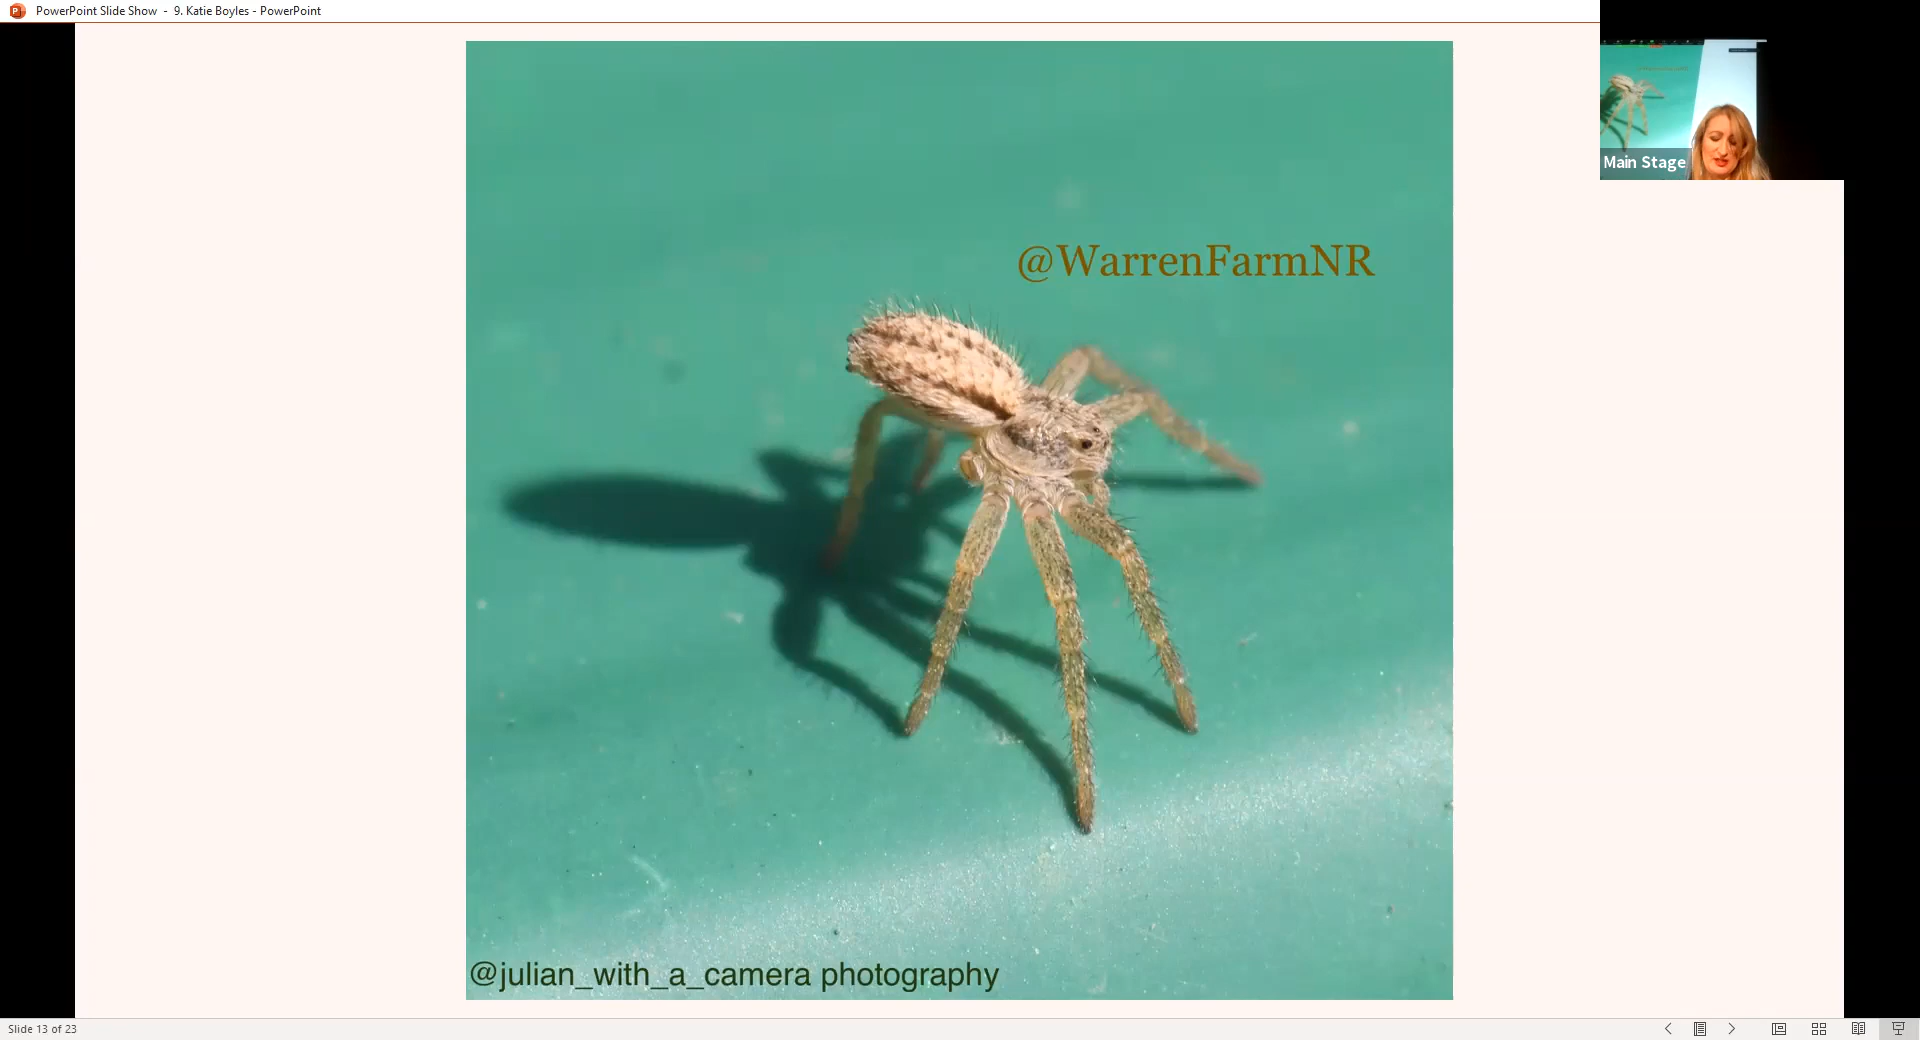 PowerPoint Slide Show - 9. Katie Boyles - PowerPoint
Main Stage
@WarrenFarmNR
@julian_with_a_camera photography
Slide 13 of 23